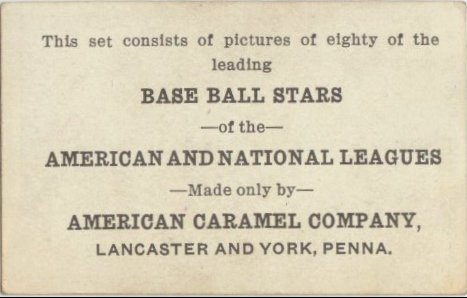 This set consists of pictures of eighty of the
leading
BASE BALL STARS
—of the—
AMERICAN AND NATIONAL LEAGUES
—Made only by—
AMERICAN CARAMEL COMPANY,
LANCASTER AND YORK, PENNA.